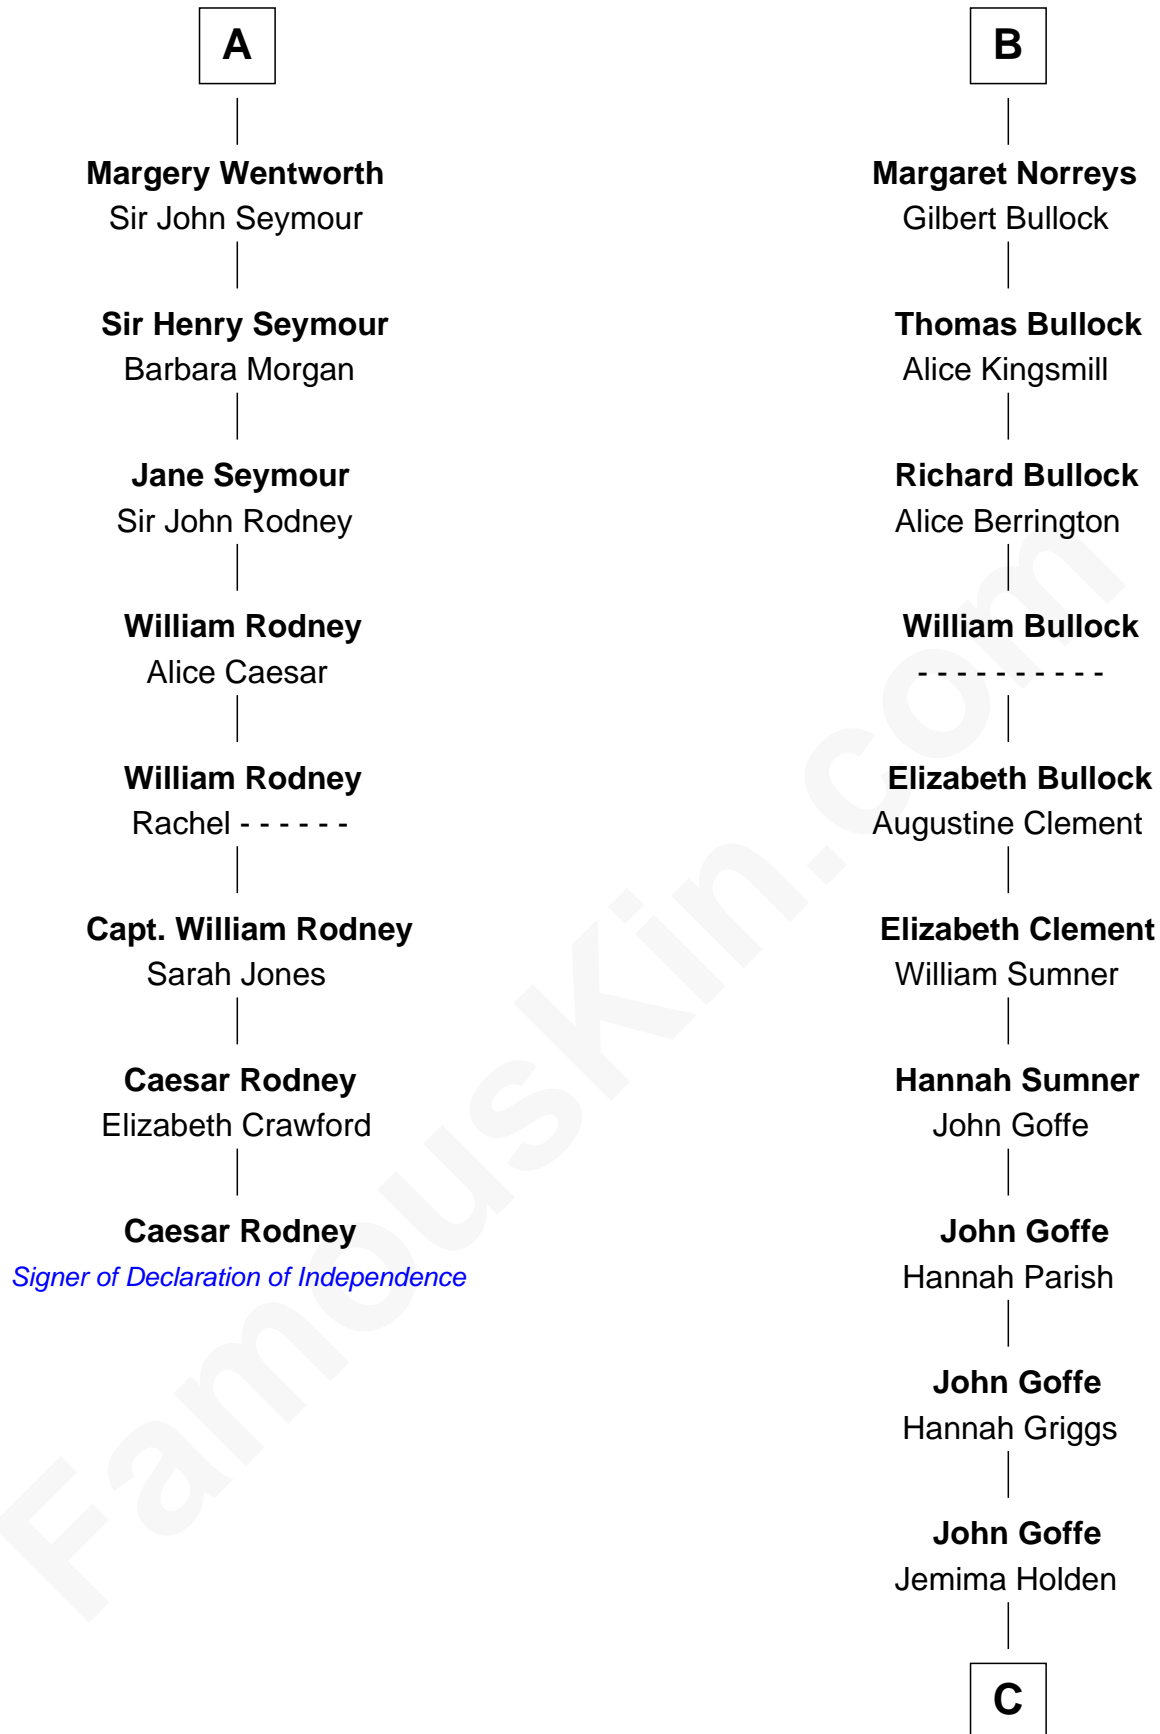 A
Margery Wentworth
Sir John Seymour
Sir Henry Seymour
Barbara Morgan
Jane Seymour
Sir John Rodney
William Rodney
Alice Caesar
William Rodney
Rachel - - - - - -
Capt. William Rodney
Sarah Jones
Caesar Rodney
Elizabeth Crawford
Caesar Rodney
Signer of Declaration of Independence
B
Margaret Norreys
Gilbert Bullock
Thomas Bullock
Alice Kingsmill
Richard Bullock
Alice Berrington
William Bullock
- - - - - - - - - -
Elizabeth Bullock
Augustine Clement
Elizabeth Clement
William Sumner
Hannah Sumner
John Goffe
John Goffe
Hannah Parish
John Goffe
Hannah Griggs
John Goffe
Jemima Holden
C
FamousKin.com